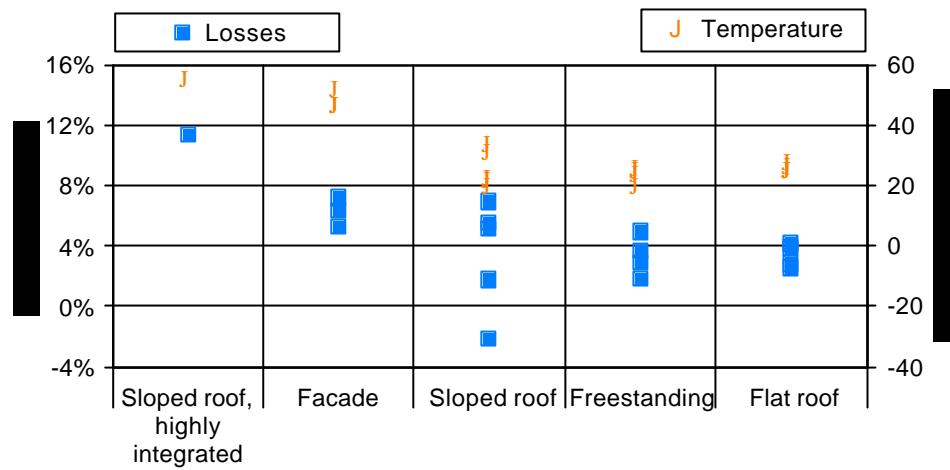 Losses
J Temperature
16%
12%
8%
4%
0%
-4%
J
J
J
J
J
J
J
J
J
J
J
J
60
40
20
0
-20
-40
Sloped roof,
highly
integrated
Facade
Sloped roof
Freestanding
Flat roof